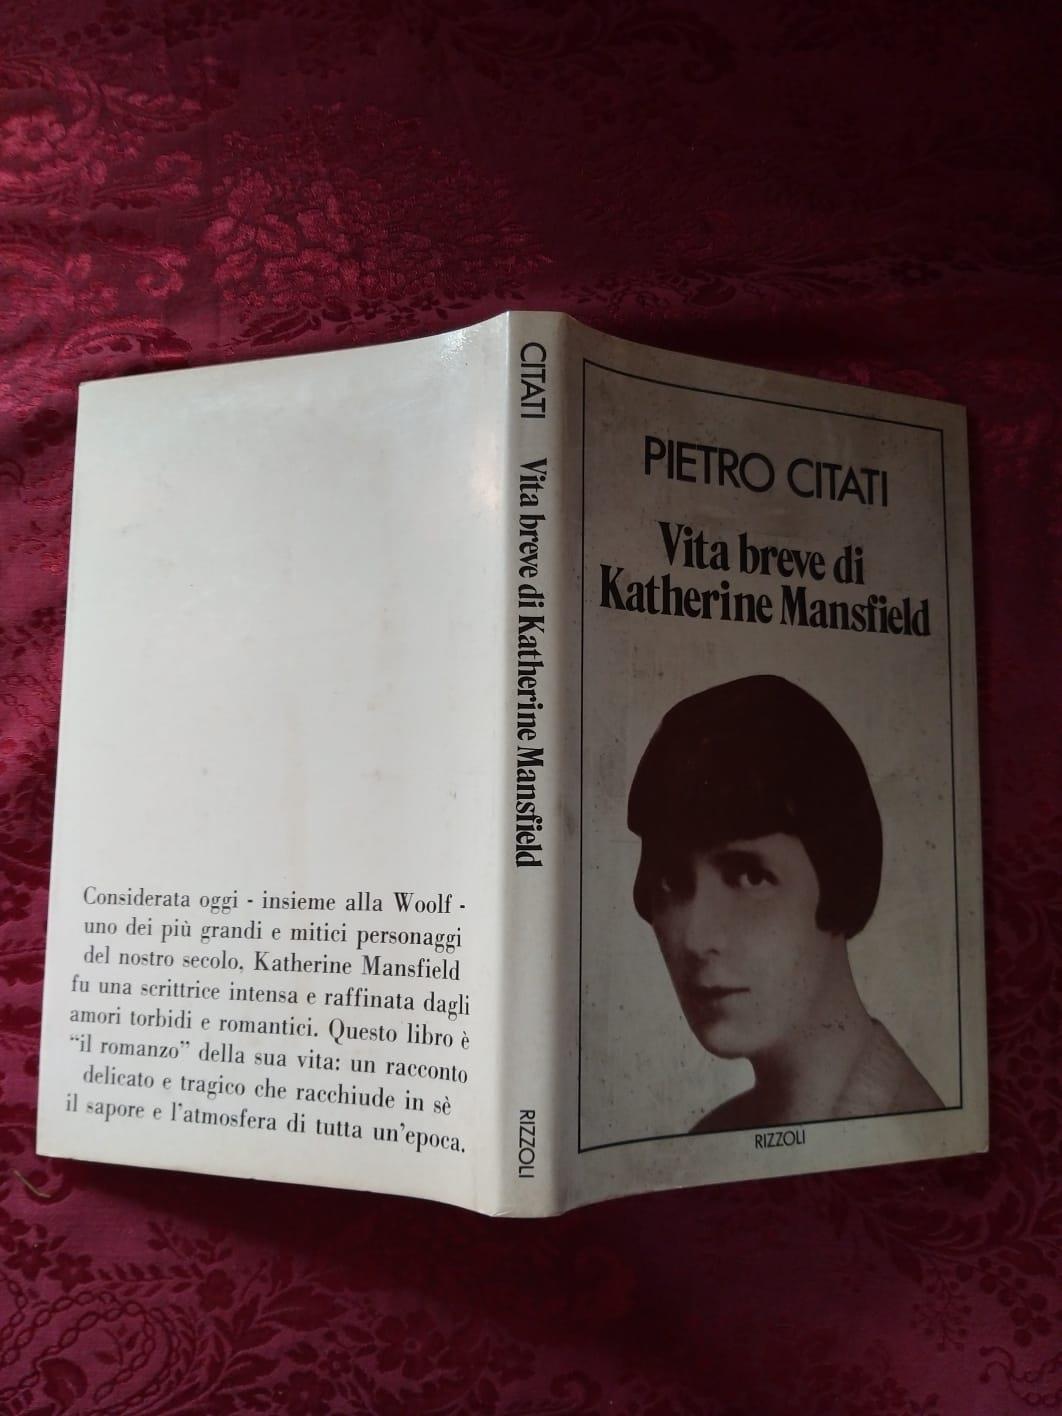 Considerata oggi - insieme alla Woolf -
uno dei più grandi e mitici personaggi
del nostro secolo, Katherine Mansfield
fu una scrittrice intensa e raffinata dagli
amori torbidi e romantici. Questo libro è
“il romanzo” della sua vita: un racconto
delicato e tragico che racchiude in sè
il sapore e l’atmosfera di tutta un’epoca.
CITATI Vita breve di Katherine Mansfield RIZZOLI
PIETRO CITATI
Vita breve di
Katherine Mansfield
RIZZOLI